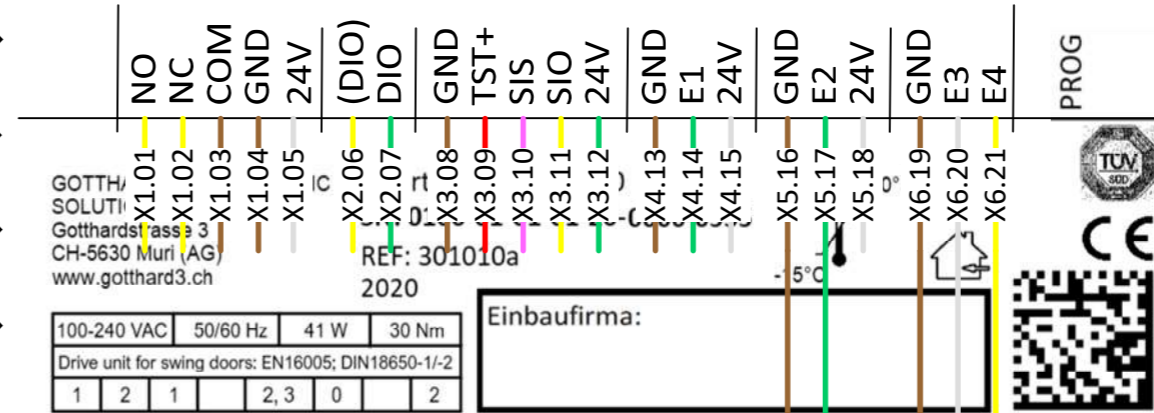 NO NC COM GND 24V (DIO) DIO GND TST+ SIS SIO 24V GND E1 24V GND E2 24V GND E3 E4 PROG
X1.01 X1.02 X1.03 X1.04 X1.05 X2.06 X2.07 X3.08 X3.09 X3.10 X3.11 X3.12 X4.13 X4.14 X4.15 X5.16 X5.17 X5.18 X6.19 X6.20 X6.21
TÜV
SÜD
Gotthardstrasse 3
CH-5630 Muri (AG)
www.gotthard3.ch
REF: 301010a
2020
-15°C
CE
Einbaufirma:
100-240 VAC 50/60 Hz 41 W 30 Nm
Drive unit for swing doors: EN16005; DIN18650-1/-2
1 2 1 2, 3 0 2